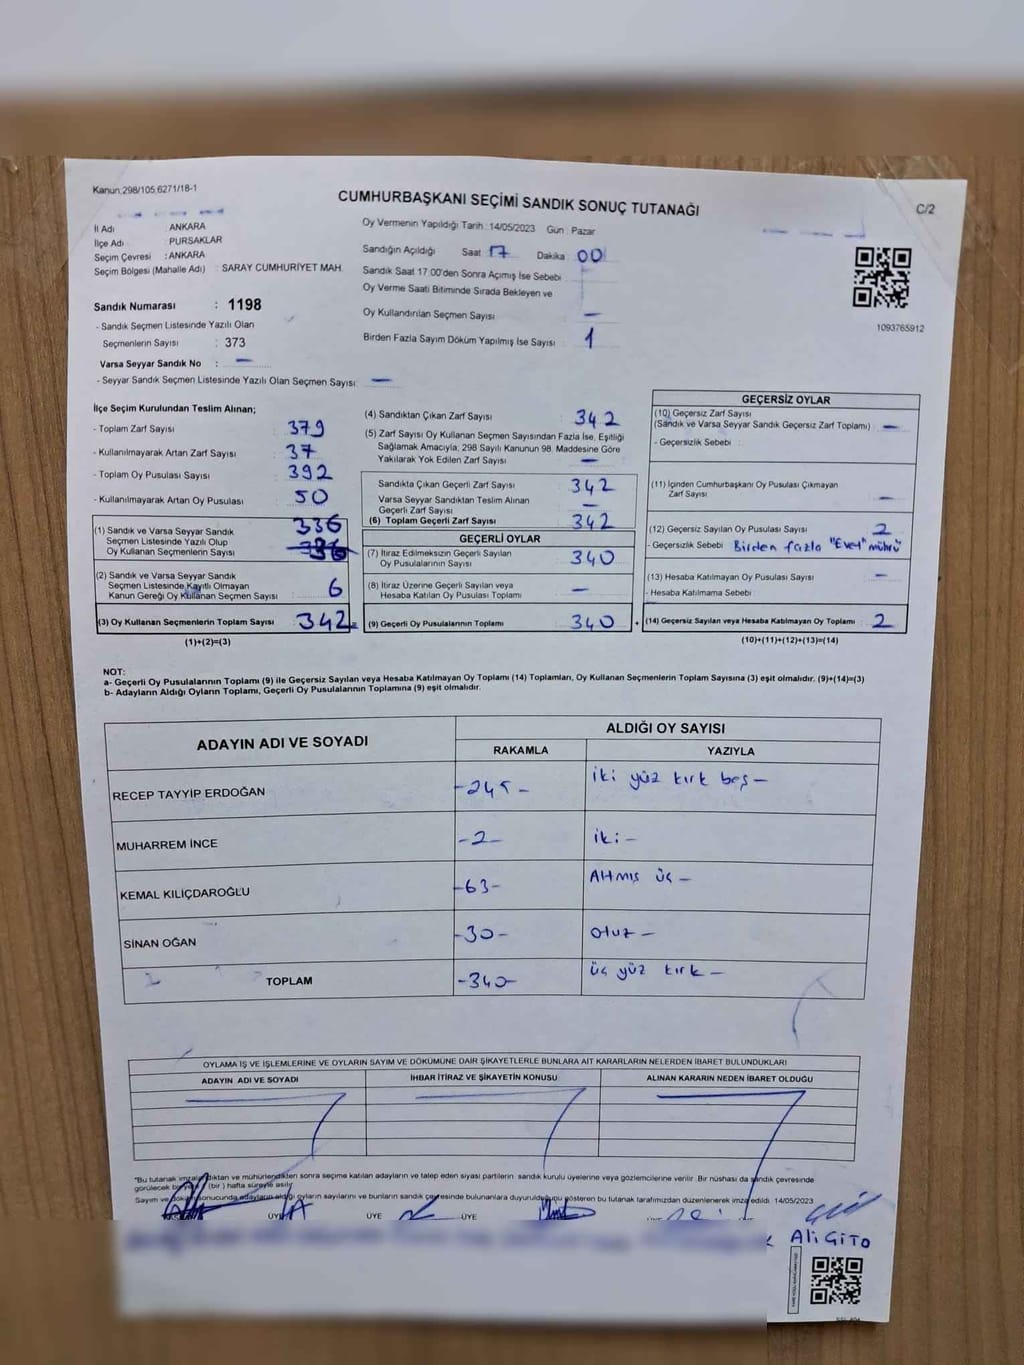 Kanun:298/105,6271/18-1
CUMHURBAŞKANI SEÇİMİ SANDIK SONUÇ TUTANAĞI
C/2
İl Adı ANKARA
İlçe Adı PURSAKLAR
Seçim Çevresi : ANKARA
Seçim Bölgesi (Mahalle Adı) : SARAY CUMHURİYET MAH.
Oy Vermenin Yapıldığı Tarih : 14/05/2023 Gün : Pazar
Sandığın Açıldığı Saat 17 Dakika 00
Sandık Saat 17:00'den Sonra Açımış İse Sebebi
Oy Verme Saati Bitiminde Sırada Bekleyen ve
Oy Kullandırılan Seçmen Sayısı : —
Birden Fazla Sayım Döküm Yapılmış İse Sayısı : 1
1093765912
Sandık Numarası : 1198
- Sandık Seçmen Listesinde Yazılı Olan
Seçmenlerin Sayısı : 373
Varsa Seyyar Sandık No : —
- Seyyar Sandık Seçmen Listesinde Yazılı Olan Seçmen Sayısı: —
İlçe Seçim Kurulundan Teslim Alınan;
- Toplam Zarf Sayısı : 379
- Kullanılmayarak Artan Zarf Sayısı : 37
- Toplam Oy Pusulası Sayısı : 392
- Kullanılmayarak Artan Oy Pusulası : 50
(1) Sandık ve Varsa Seyyar Sandık
Seçmen Listesinde Yazılı Olup
Oy Kullanan Seçmenlerin Sayısı : 336
(2) Sandık ve Varsa Seyyar Sandık
Seçmen Listesinde Kayıtlı Olmayan
Kanun Gereği Oy Kullanan Seçmen Sayısı : 6
(3) Oy Kullanan Seçmenlerin Toplam Sayısı : 342
(1)+(2)=(3)
(4) Sandıktan Çıkan Zarf Sayısı : 342
(5) Zarf Sayısı Oy Kullanan Seçmen Sayısından Fazla İse, Eşitliği
Sağlamak Amacıyla; 298 Sayılı Kanunun 98. Maddesine Göre
Yakılarak Yok Edilen Zarf Sayısı : —
Sandıkta Çıkan Geçerli Zarf Sayısı : 342
Varsa Seyyar Sandıktan Teslim Alınan
Geçerli Zarf Sayısı : —
(6) Toplam Geçerli Zarf Sayısı : 342
GEÇERLİ OYLAR
(7) İtiraz Edilmeksizin Geçerli Sayılan
Oy Pusulalarının Sayısı : 340
(8) İtiraz Üzerine Geçerli Sayılan veya
Hesaba Katılan Oy Pusulası Toplamı : —
(9) Geçerli Oy Pusulalarının Toplamı : 340
GEÇERSİZ OYLAR
(10) Geçersiz Zarf Sayısı
(Sandık ve Varsa Seyyar Sandık Geçersiz Zarf Toplamı) : —
- Geçersizlik Sebebi :
(11) İçinden Cumhurbaşkanı Oy Pusulası Çıkmayan
Zarf Sayısı : —
(12) Geçersiz Sayılan Oy Pusulası Sayısı : 2
- Geçersizlik Sebebi : Birden fazla "Evet" mührü
(13) Hesaba Katılmayan Oy Pusulası Sayısı : —
- Hesaba Katılmama Sebebi
+ (14) Geçersiz Sayılan veya Hesaba Katılmayan Oy Toplamı : 2
(10)+(11)+(12)+(13)=(14)
NOT:
a- Geçerli Oy Pusulalarının Toplamı (9) ile Geçersiz Sayılan veya Hesaba Katılmayan Oy Toplamı (14) Toplamları, Oy Kullanan Seçmenlerin Toplam Sayısına (3) eşit olmalıdır. (9)+(14)=(3)
b- Adayların Aldığı Oyların Toplamı, Geçerli Oy Pusulalarının Toplamına (9) eşit olmalıdır.
ADAYIN ADI VE SOYADI ALDIĞI OY SAYISI
RAKAMLA YAZIYLA
RECEP TAYYİP ERDOĞAN -245- iki yüz kırk beş —
MUHARREM İNCE -2- iki —
KEMAL KILIÇDAROĞLU -63- Altmış üç —
SİNAN OĞAN -30- otuz —
TOPLAM -340- üç yüz kırk —
OYLAMA İŞ VE İŞLEMLERİNE VE OYLARIN SAYIM VE DÖKÜMÜNE DAİR ŞİKAYETLERLE BUNLARA AİT KARARLARIN NELERDEN İBARET BULUNDUKLARI
ADAYIN ADI VE SOYADI İHBAR İTİRAZ VE ŞİKAYETİN KONUSU ALINAN KARARIN NEDEN İBARET OLDUĞU
"Bu tutanak imzalandıktan ve mühürlendikten sonra seçime katılan adayların ve talep eden siyasi partilerin sandık kurulu üyelerine veya gözlemcilerine verilir. Bir nüshası da sandık çevresinde
görülecek bir yere 1 (bir) hafta süreyle asılır.
Sayım ve döküm sonucunda adayların aldığı oyların sayılarını ve bunların sandık çevresinde bulunanlara duyurulduğunu gösteren bu tutanak tarafımızdan düzenlenerek imza edildi. 14/05/2023
ÜYE ÜYE ÜYE
Ali GİTO